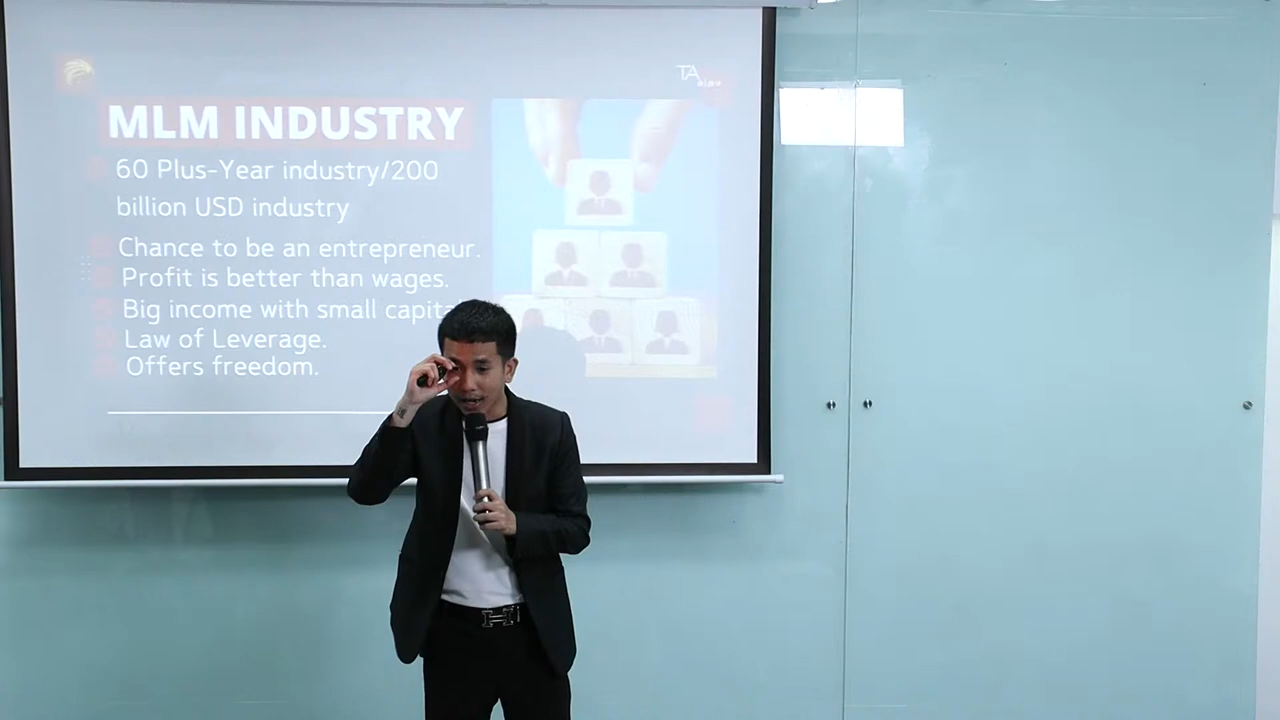 TA
MLM INDUSTRY
60 Plus-Year industry/200
billion USD industry
Chance to be an entrepreneur.
Profit is better than wages.
Big income with small
Law of Leverage.
Offers freedom.